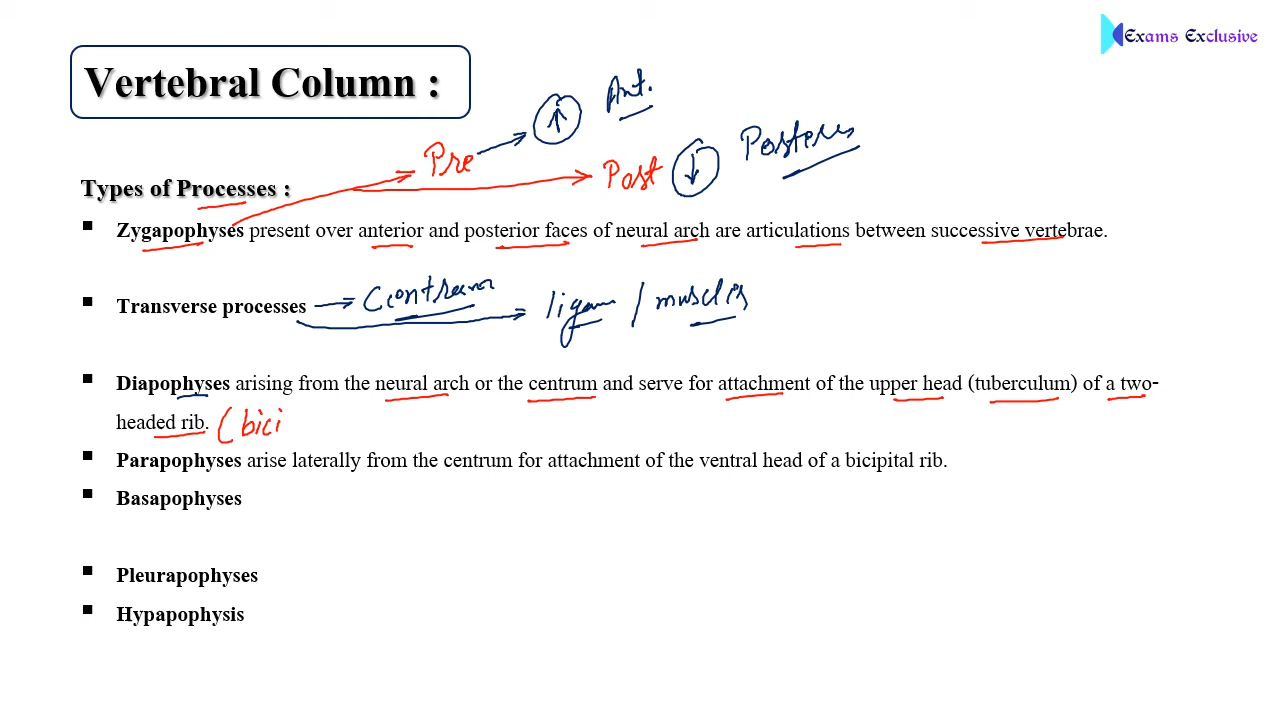 Exams Exclusive
Vertebral Column :
Ant.
Pre
Post
Types of Processes :
▪ Zygapophyses present over anterior and posterior faces of neural arch are articulations between successive vertebrae.
▪ Transverse processes
/ muscles
▪ Diapophyses arising from the neural arch or the centrum and serve for attachment of the upper head (tuberculum) of a two-
headed rib. (bici
▪ Parapophyses arise laterally from the centrum for attachment of the ventral head of a bicipital rib.
▪ Basapophyses
▪ Pleurapophyses
▪ Hypapophysis